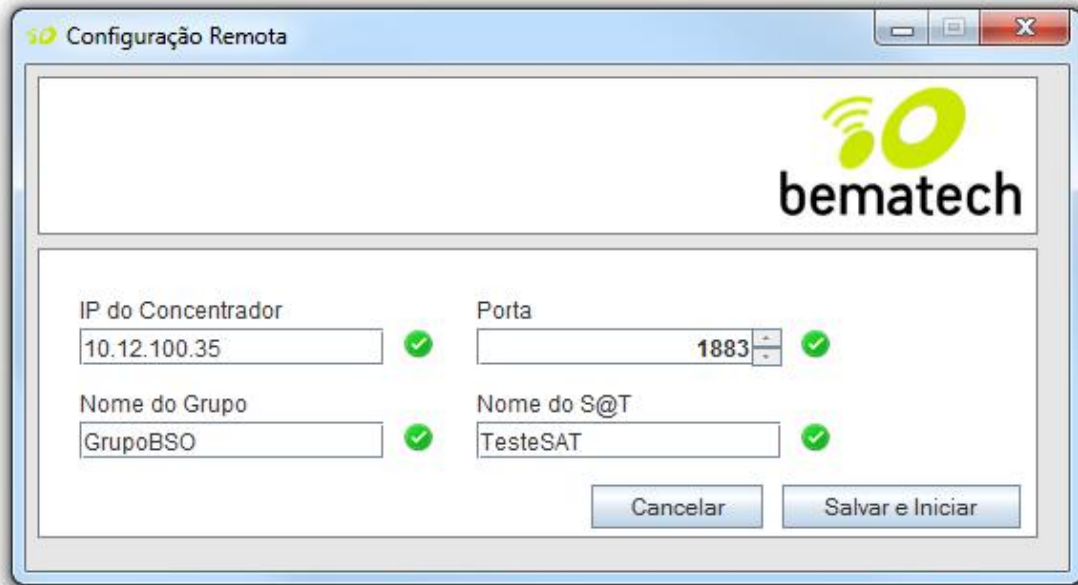 Configuração Remota
bematech
IP do Concentrador
Porta
10.12.100.35
1883
Nome do Grupo
Nome do S@T
GrupoBSO
TesteSAT
Cancelar
Salvar e Iniciar